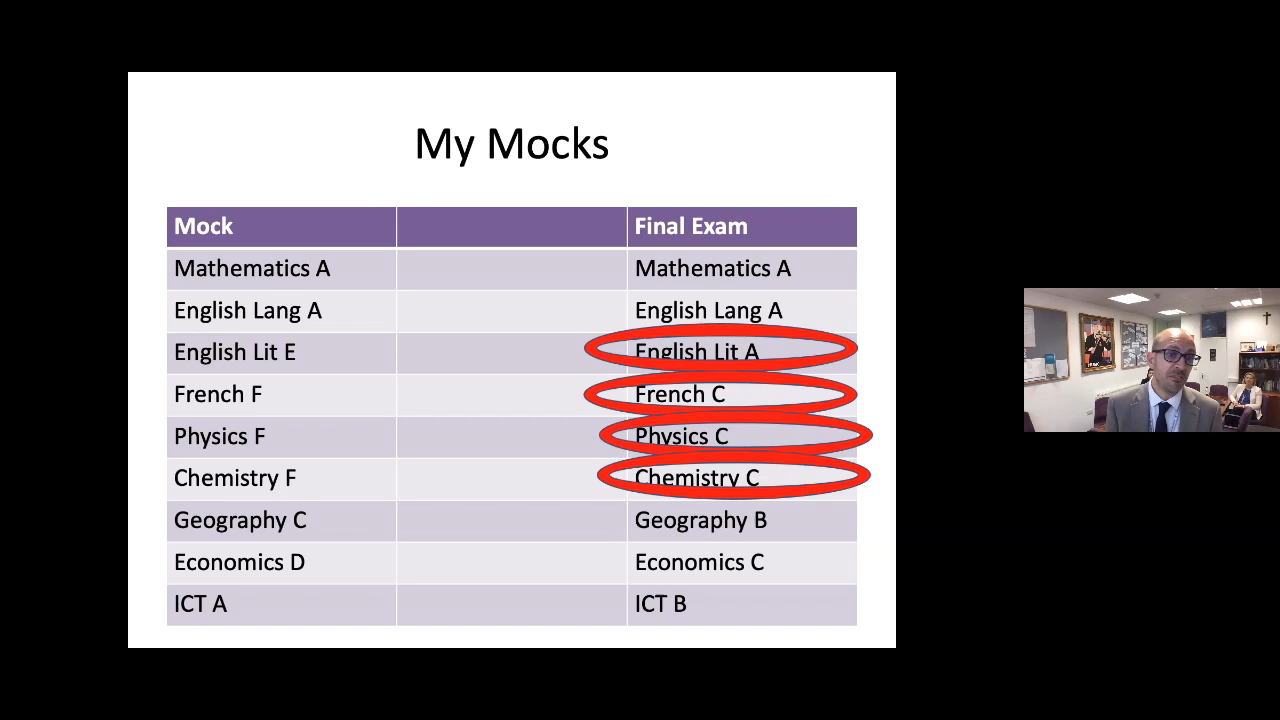 My Mocks
Mock Final Exam
Mathematics A Mathematics A
English Lang A English Lang A
English Lit E English Lit A
French F French C
Physics F Physics C
Chemistry F Chemistry C
Geography C Geography B
Economics D Economics C
ICT A ICT B